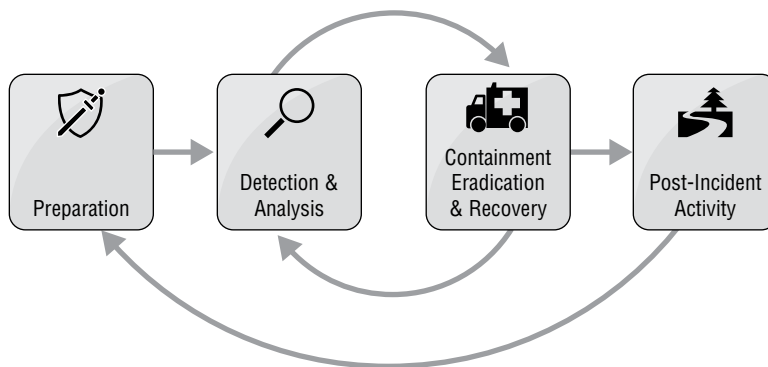 Preparation
Detection &
Analysis
Containment
Eradication
& Recovery
Post-Incident
Activity